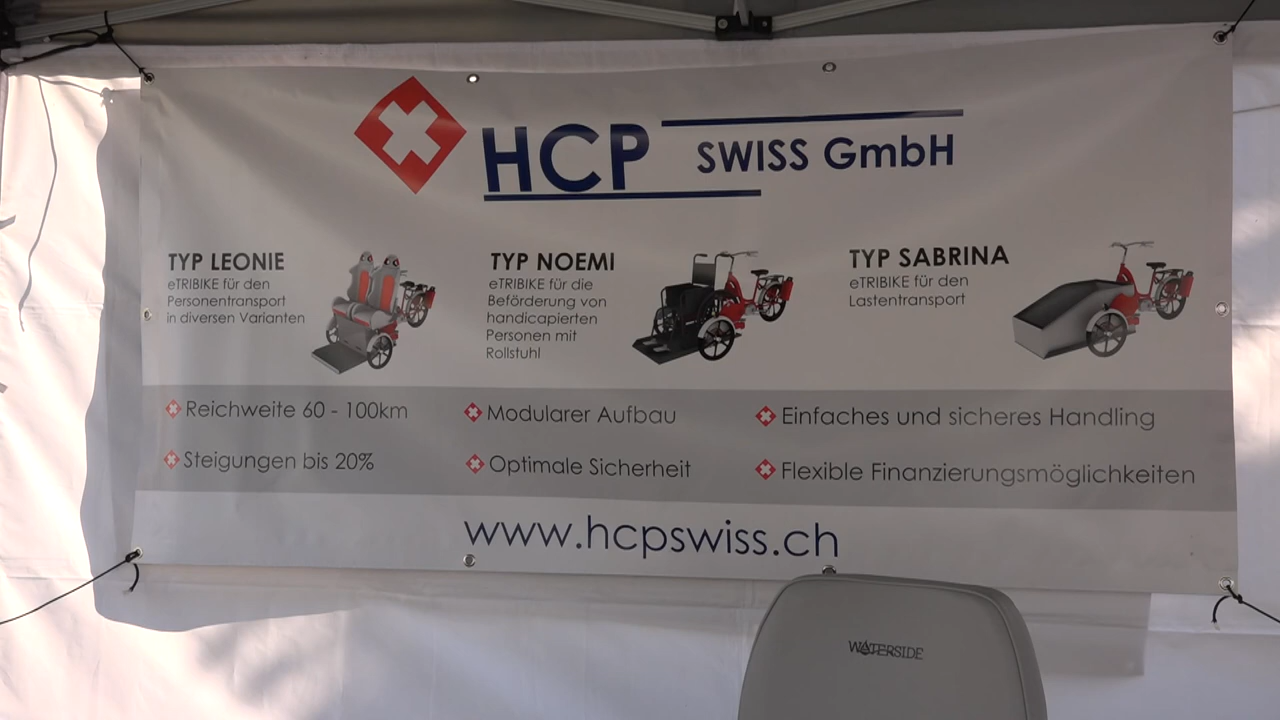 HCP SWISS GmbH
TYP LEONIE
eTRIBIKE für den
Personentransport
in diversen Varianten
TYP NOEMI
eTRIBIKE für die
Beförderung von
handicapierten
Personen mit
Rollstuhl
TYP SABRINA
eTRIBIKE für den
Lastentransport
Reichweite 60 - 100km
Modularer Aufbau
Einfaches und sicheres Handling
Steigungen bis 20%
Optimale Sicherheit
Flexible Finanzierungsmöglichkeiten
www.hcpswiss.ch
WATERSIDE